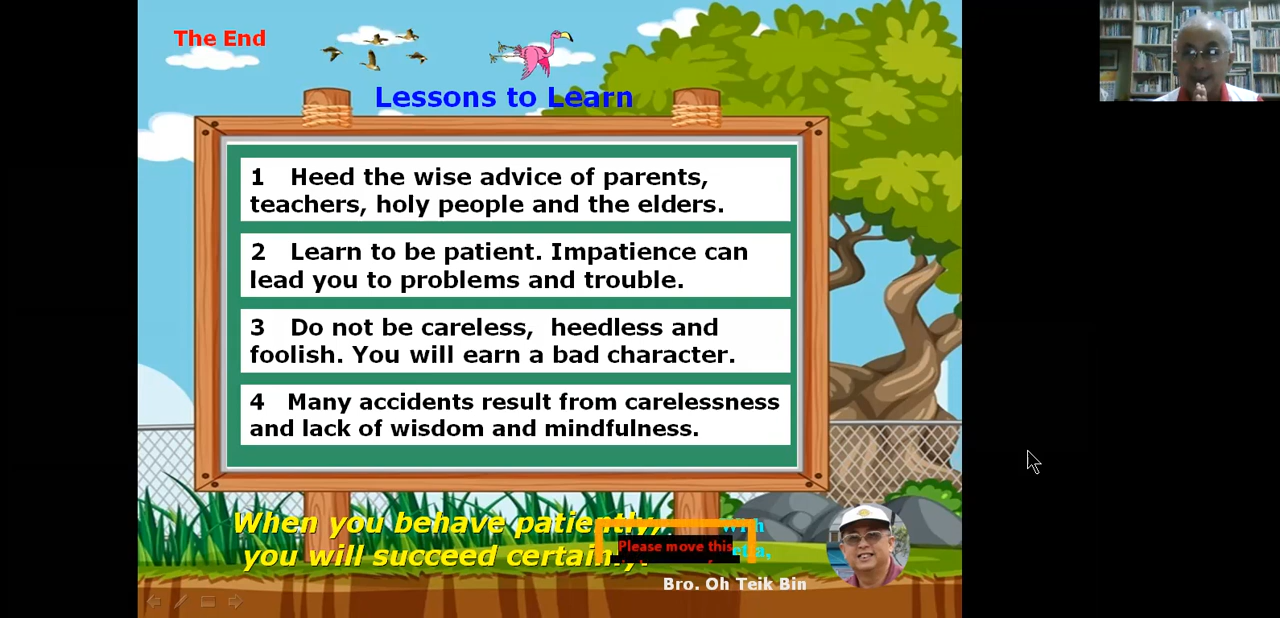 The End
Lessons to Learn
1 Heed the wise advice of parents,
teachers, holy people and the elders.
2 Learn to be patient. Impatience can
lead you to problems and trouble.
3 Do not be careless, heedless and
foolish. You will earn a bad character.
4 Many accidents result from carelessness
and lack of wisdom and mindfulness.
When you behave patiently,
you will succeed certainly.
With
Please move this
Bro. Oh Teik Bin